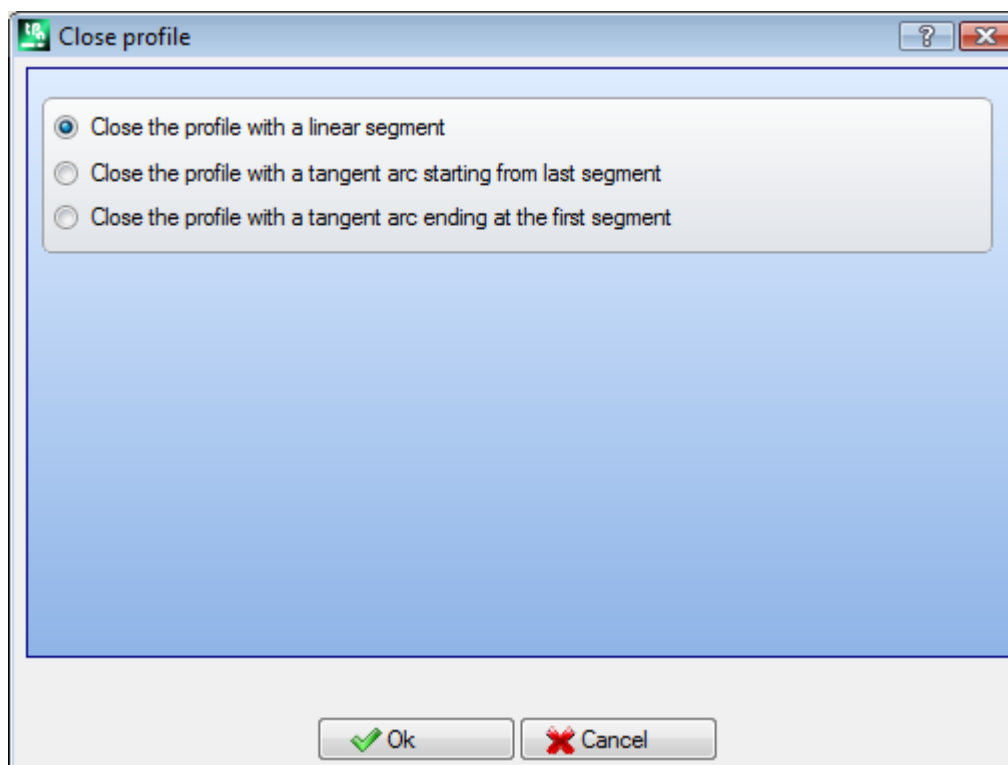 Close profile
Close the profile with a linear segment
Close the profile with a tangent arc starting from last segment
Close the profile with a tangent arc ending at the first segment
Ok
Cancel